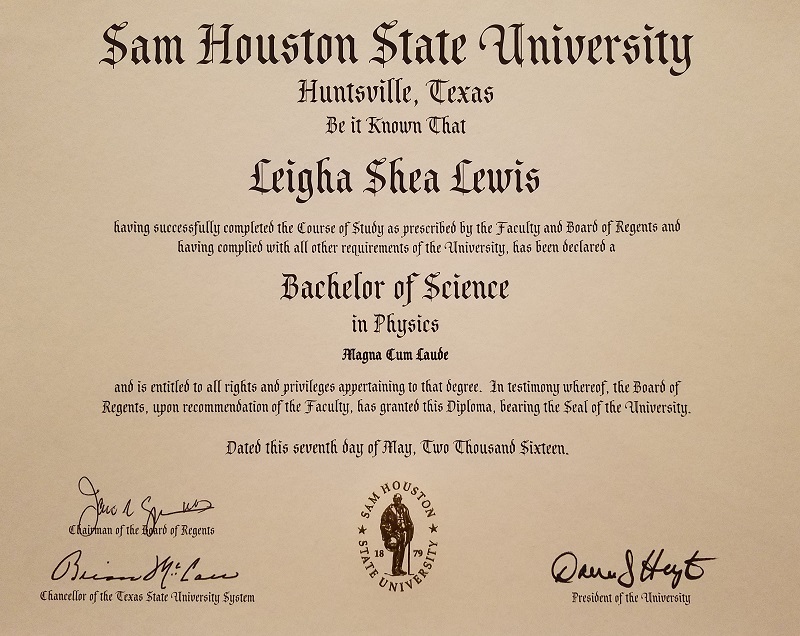 Sam Houston State University
Huntsville, Texas
Be it Known That
Leigha Shea Lewis
having successfully completed the Course of Study as prescribed by the Faculty and Board of Regents and
having complied with all other requirements of the University, has been declared a
Bachelor of Science
in Physics
Magna Cum Laude
and is entitled to all rights and privileges appertaining to that degree. In testimony whereof, the Board of
Regents, upon recommendation of the Faculty, has granted this Diploma, bearing the Seal of the University.
Dated this seventh day of May, Two Thousand Sixteen.
Chairman of the Board of Regents
Brian McCall
Chancellor of the Texas State University System
SAM HOUSTON
18 79
STATE UNIVERSITY
President of the University